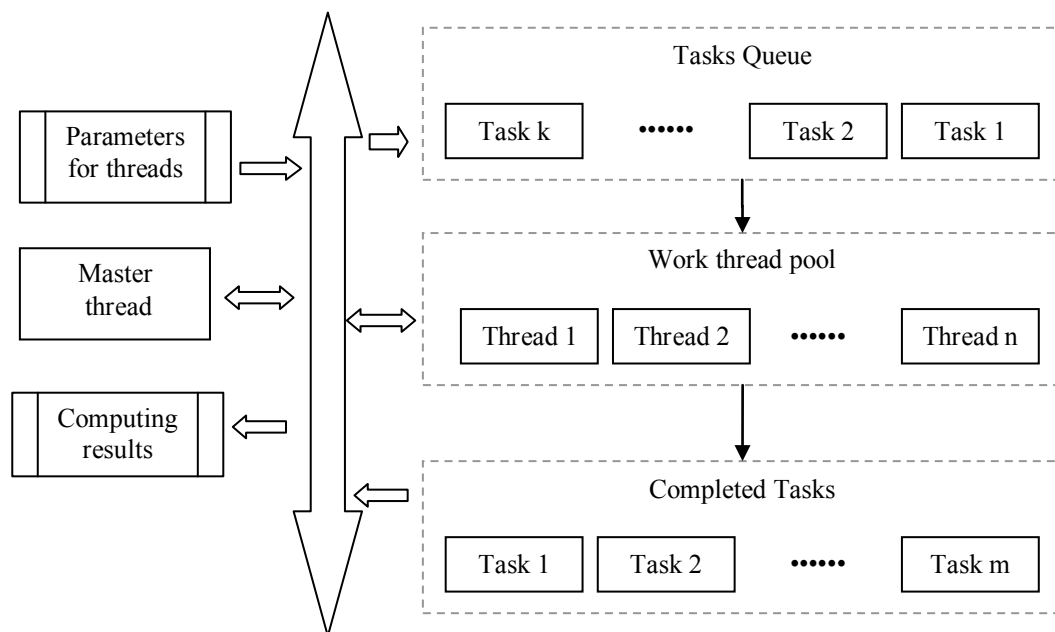 Tasks Queue
Task k
••••••
Task 2
Task 1
Parameters
for threads
Master
thread
Work thread pool
Thread 1
Thread 2
••••••
Thread n
Computing
results
Completed Tasks
Task 1
Task 2
••••••
Task m